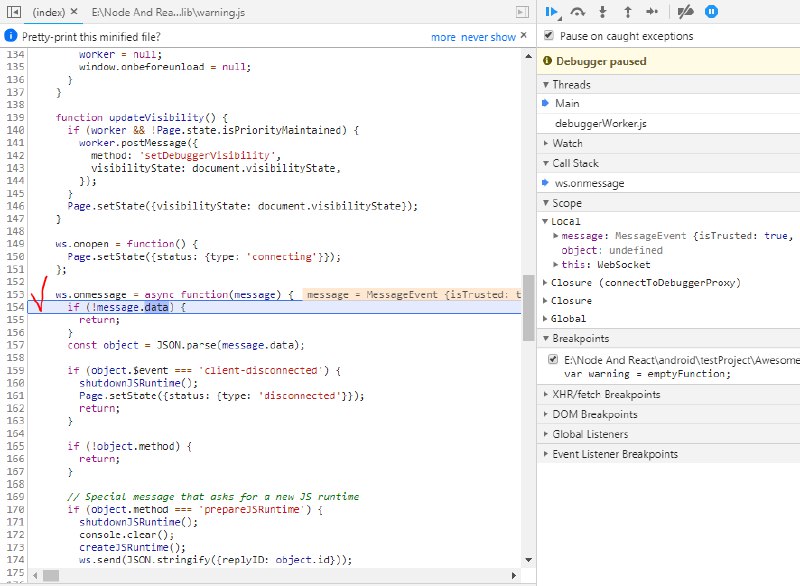 (index) ×
E:\Node And Rea...lib\warning.js
Pretty-print this minified file?
more never show ×
134 worker = null;
135 window.onbeforeunload = null;
136 }
137 }
138
139 function updateVisibility() {
140 if (worker && !Page.state.isPriorityMaintained) {
141 worker.postMessage({
142 method: 'setDebuggerVisibility',
143 visibilityState: document.visibilityState,
144 });
145 }
146 Page.setState({visibilityState: document.visibilityState});
147 }
148
149 ws.onopen = function() {
150 Page.setState({status: {type: 'connecting'}});
151 };
152
153 ws.onmessage = async function(message) { message = MessageEvent {isTrusted: t
154 if (!message.data) {
155 return;
156 }
157 const object = JSON.parse(message.data);
158
159 if (object.$event === 'client-disconnected') {
160 shutdownJSRuntime();
161 Page.setState({status: {type: 'disconnected'}});
162 return;
163 }
164
165 if (!object.method) {
166 return;
167 }
168
169 // Special message that asks for a new JS runtime
170 if (object.method === 'prepareJSRuntime') {
171 shutdownJSRuntime();
172 console.clear();
173 createJSRuntime();
174 ws.send(JSON.stringify({replyID: object.id}));
175
Pause on caught exceptions
Debugger paused
Threads
Main
debuggerWorker.js
Watch
Call Stack
ws.onmessage
Scope
Local
message: MessageEvent {isTrusted: true,
object: undefined
this: WebSocket
Closure (connectToDebuggerProxy)
Closure
Global
Breakpoints
E:\Node And React\android\testProject\Awesome
var warning = emptyFunction;
XHR/fetch Breakpoints
DOM Breakpoints
Global Listeners
Event Listener Breakpoints